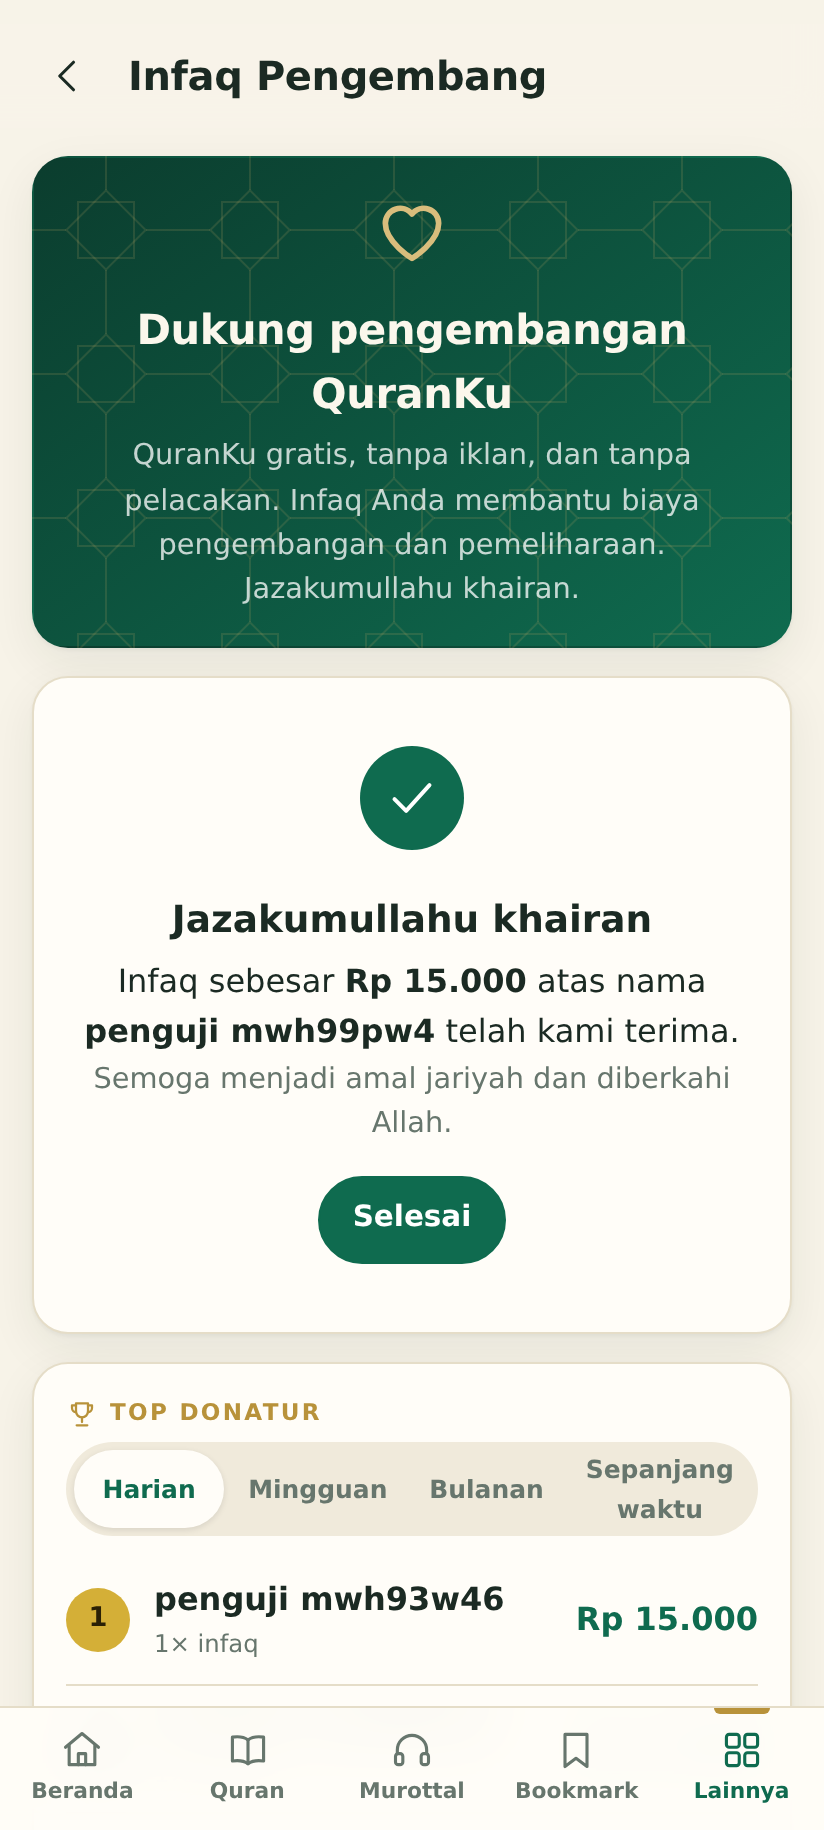 Infaq Pengembang
Dukung pengembangan
QuranKu
QuranKu gratis, tanpa iklan, dan tanpa
pelacakan. Infaq Anda membantu biaya
pengembangan dan pemeliharaan.
Jazakumullahu khairan.
Jazakumullahu khairan
Infaq sebesar Rp 15.000 atas nama
penguji mwh99pw4 telah kami terima.
Semoga menjadi amal jariyah dan diberkahi
Allah.
Selesai
TOP DONATUR
Harian Mingguan Bulanan Sepanjang
waktu
1 penguji mwh93w46 Rp 15.000
1× infaq
Beranda Quran Murottal Bookmark Lainnya